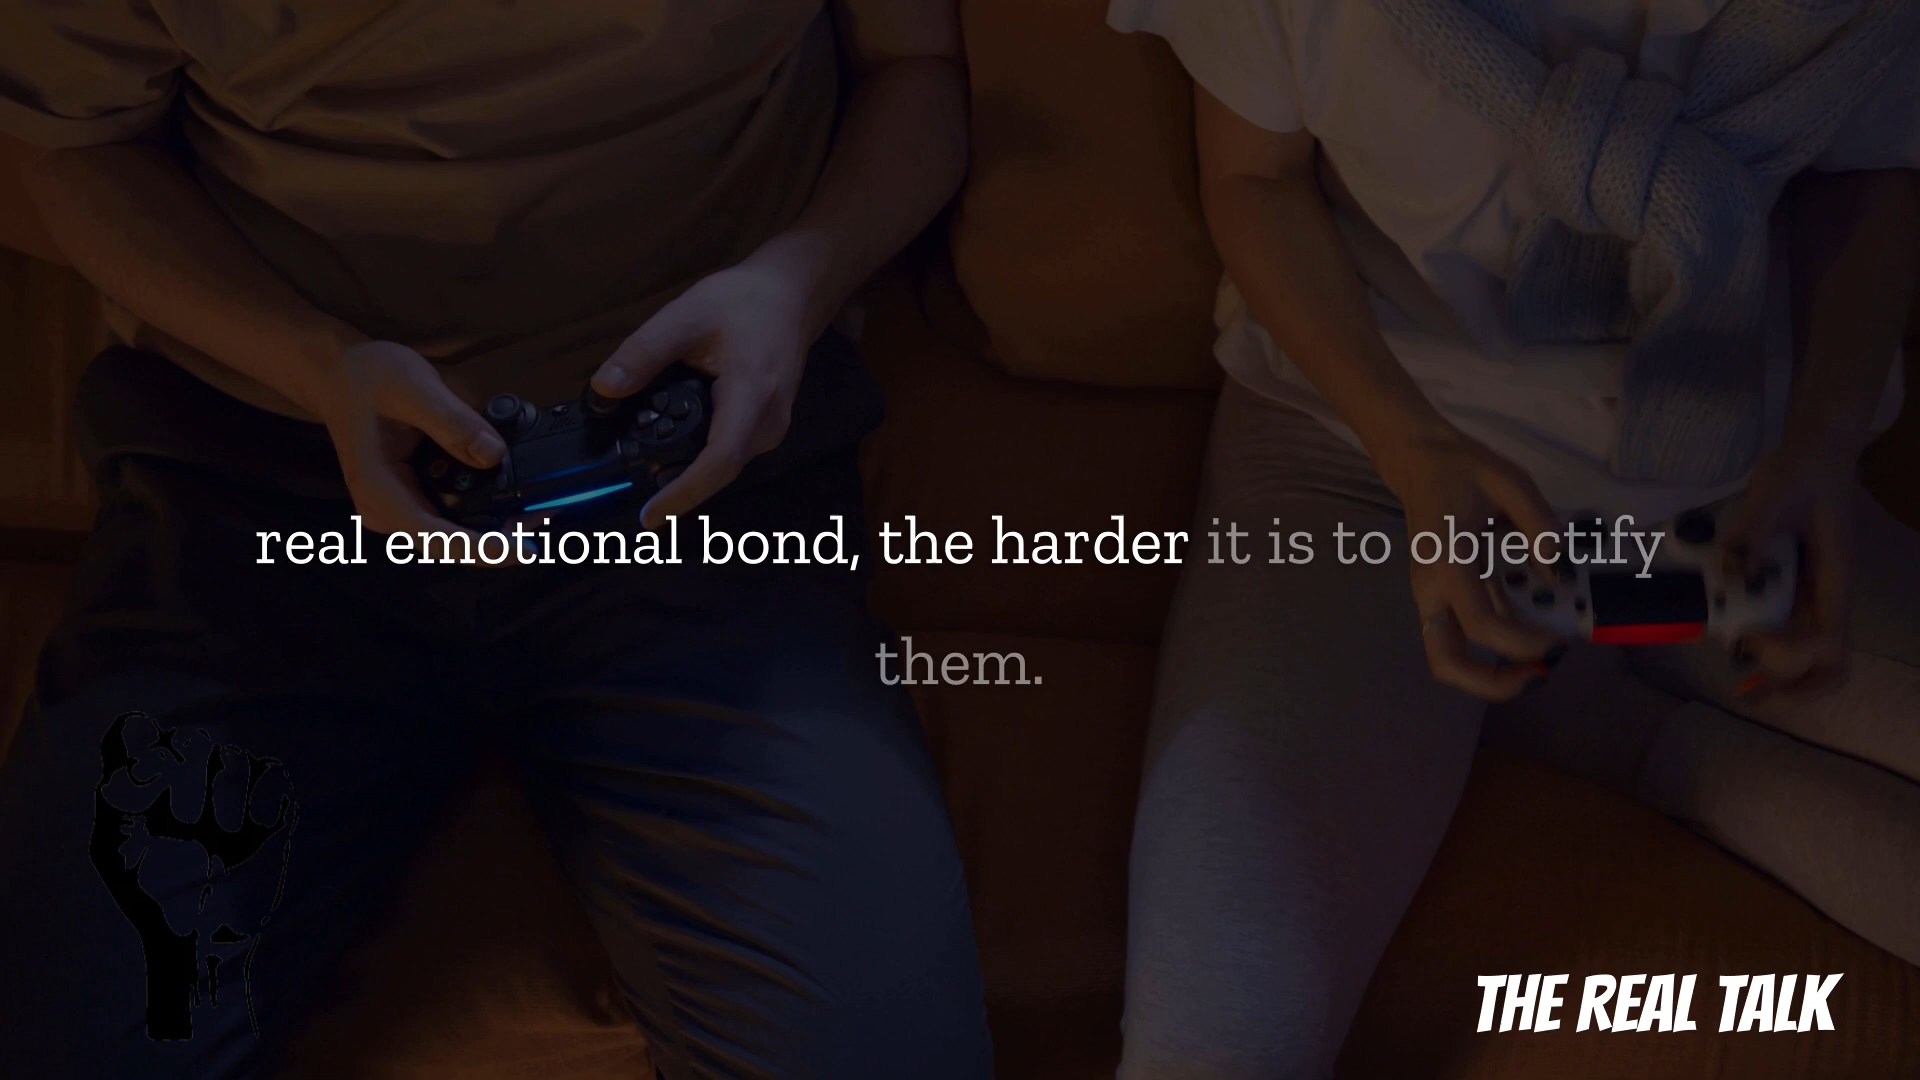 real emotional bond, the harder it is to objectify
them.
THE REAL TALK